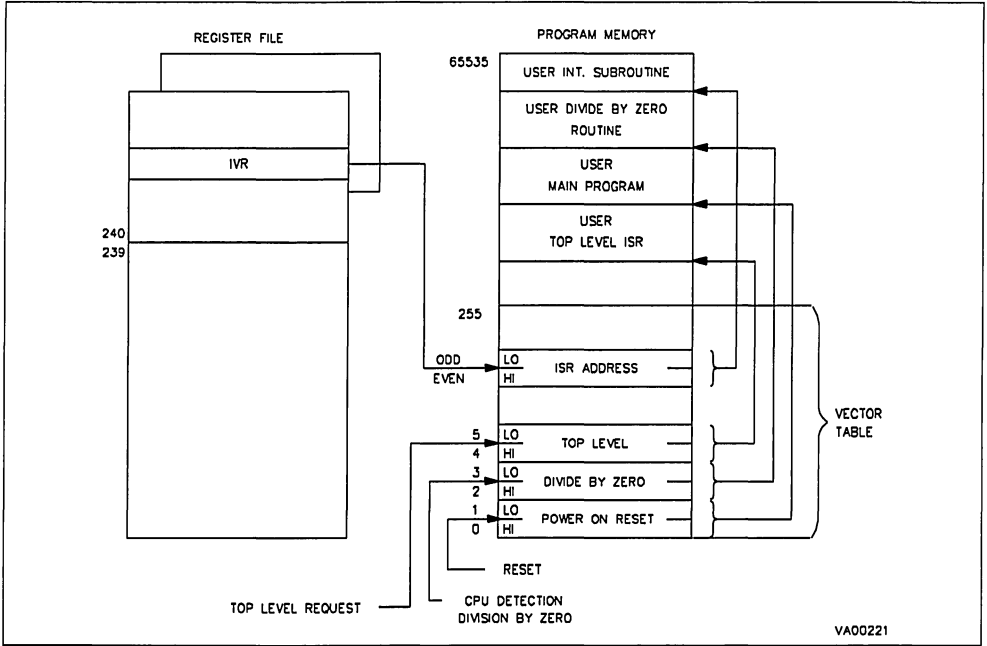 REGISTER FILE
IVR
240
239
PROGRAM MEMORY
65535
USER INT. SUBROUTINE
USER DIVIDE BY ZERO
ROUTINE
USER
MAIN PROGRAM
USER
TOP LEVEL ISR
255
ODD
EVEN
LO
HI
ISR ADDRESS
5
4
LO
HI
TOP LEVEL
3
2
LO
HI
DIVIDE BY ZERO
1
0
LO
HI
POWER ON RESET
VECTOR
TABLE
RESET
CPU DETECTION
DIVISION BY ZERO
TOP LEVEL REQUEST
VA00221